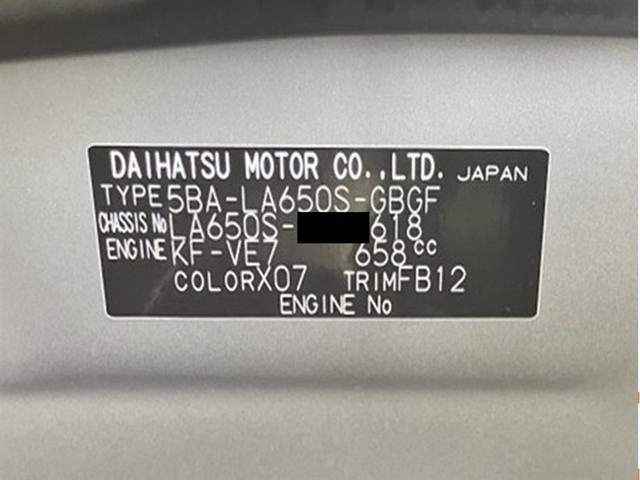 DAIHATSU MOTOR CO.,LTD. JAPAN
TYPE 5BA-LA650S-GBGF
CHASSIS No LA650S- 618
ENGINE KF-VE7 658cc
COLOR X07 TRIM FB12
ENGINE No